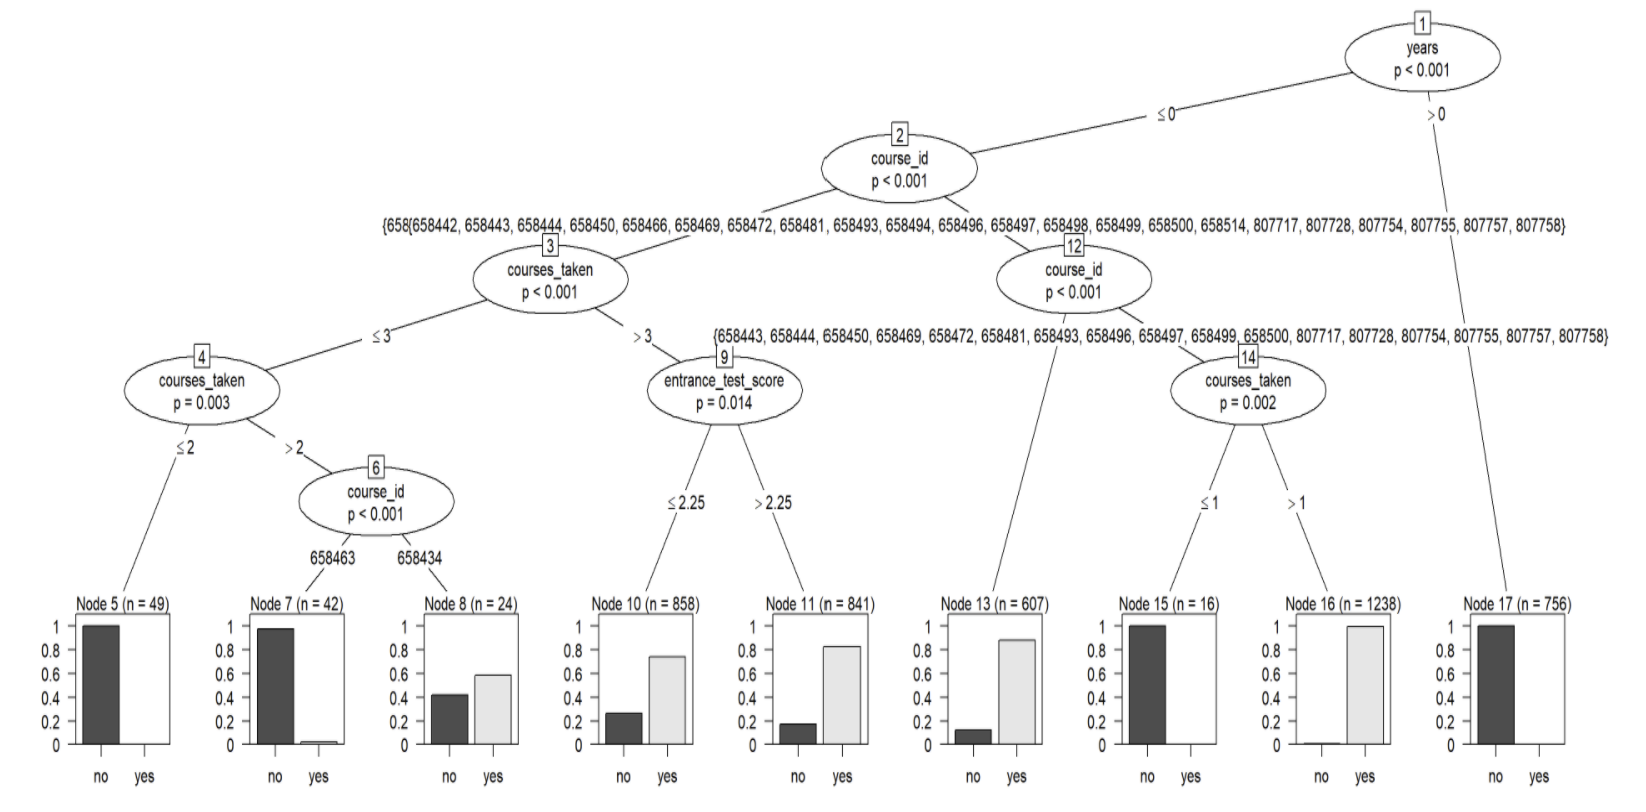 1
years
p < 0.001
≤ 0
> 0
2
course_id
p < 0.001
{658{658442, 658443, 658444, 658450, 658466, 658469, 658472, 658481, 658493, 658494, 658496, 658497, 658498, 658499, 658500, 658514, 807717, 807728, 807754, 807755, 807757, 807758}
3
courses_taken
p < 0.001
12
course_id
p < 0.001
≤ 3
> 3
{658443, 658444, 658450, 658469, 658472, 658481, 658493, 658496, 658497, 658499, 658500, 807717, 807728, 807754, 807755, 807757, 807758}
4
courses_taken
p = 0.003
9
entrance_test_score
p = 0.014
14
courses_taken
p = 0.002
≤ 2
> 2
6
course_id
p < 0.001
≤ 2.25
> 2.25
≤ 1
> 1
658463
658434
Node 5 (n = 49)
1
0.8
0.6
0.4
0.2
0
no yes
Node 7 (n = 42)
1
0.8
0.6
0.4
0.2
0
no yes
Node 8 (n = 24)
1
0.8
0.6
0.4
0.2
0
no yes
Node 10 (n = 858)
1
0.8
0.6
0.4
0.2
0
no yes
Node 11 (n = 841)
1
0.8
0.6
0.4
0.2
0
no yes
Node 13 (n = 607)
1
0.8
0.6
0.4
0.2
0
no yes
Node 15 (n = 16)
1
0.8
0.6
0.4
0.2
0
no yes
Node 16 (n = 1238)
1
0.8
0.6
0.4
0.2
0
no yes
Node 17 (n = 756)
1
0.8
0.6
0.4
0.2
0
no yes